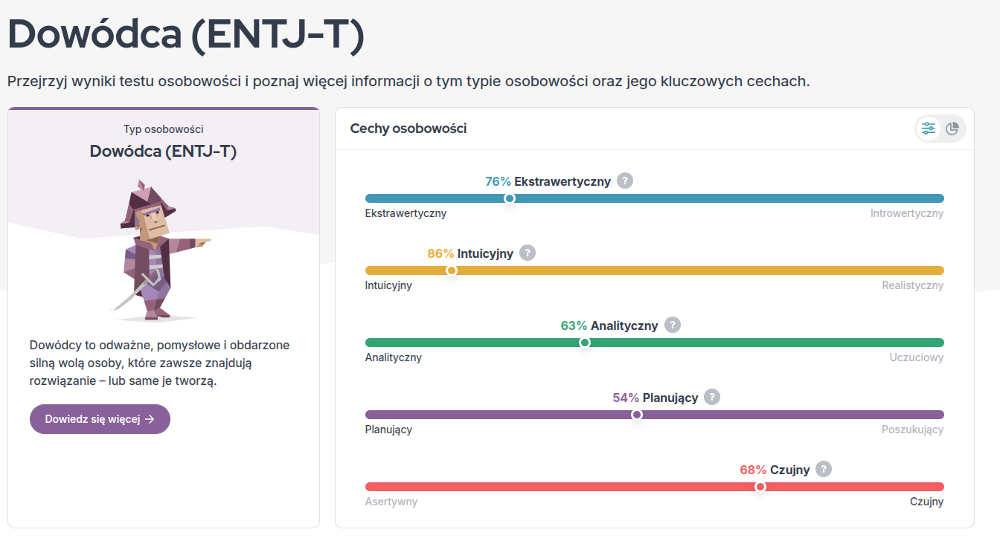 Dowódca (ENTJ-T)
Przejrzyj wyniki testu osobowości i poznaj więcej informacji o tym typie osobowości oraz jego kluczowych cechach.
Typ osobowości
Dowódca (ENTJ-T)
Dowódcy to odważne, pomysłowe i obdarzone
silną wolą osoby, które zawsze znajdują
rozwiązanie – lub same je tworzą.
Dowiedz się więcej →
Cechy osobowości
76% Ekstrawertyczny ?
Ekstrawertyczny Introwertyczny
86% Intuicyjny ?
Intuicyjny Realistyczny
63% Analityczny ?
Analityczny Uczuciowy
54% Planujący ?
Planujący Poszukujący
68% Czujny ?
Asertywny Czujny